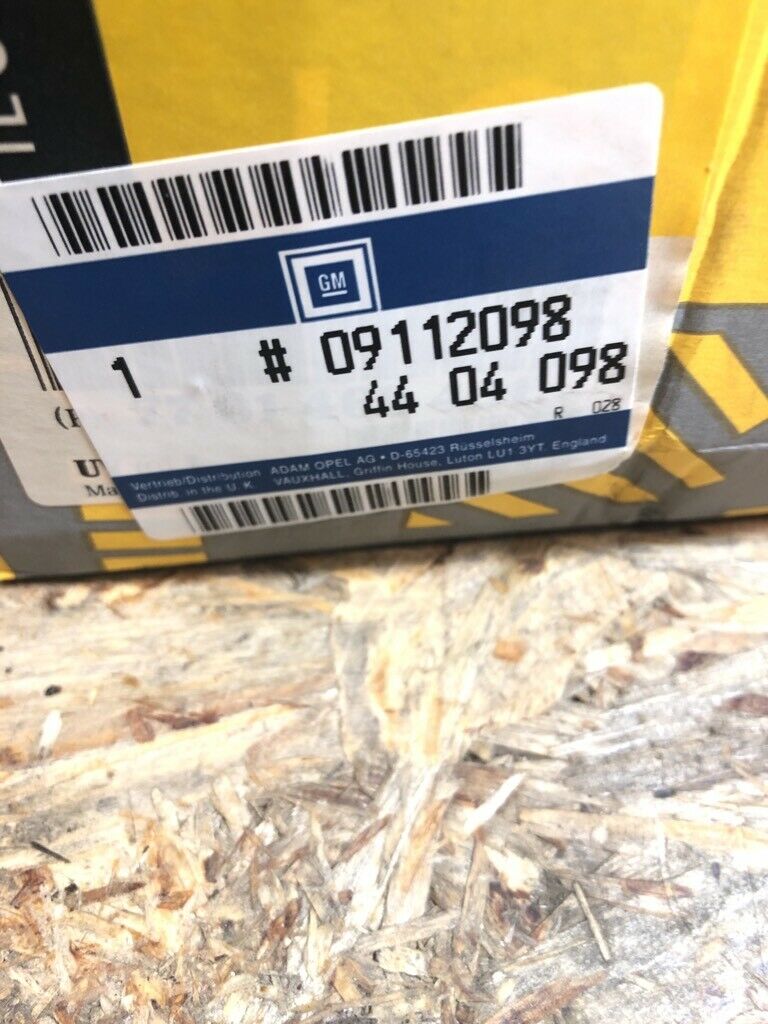 GM
1 # 09112098
44 04 098
R 028
Vertrieb/Distribution ADAM OPEL AG • D-65423 Rüsselsheim
Distrib. in the U. K. VAUXHALL, Griffin House, Luton LU1 3YT, England